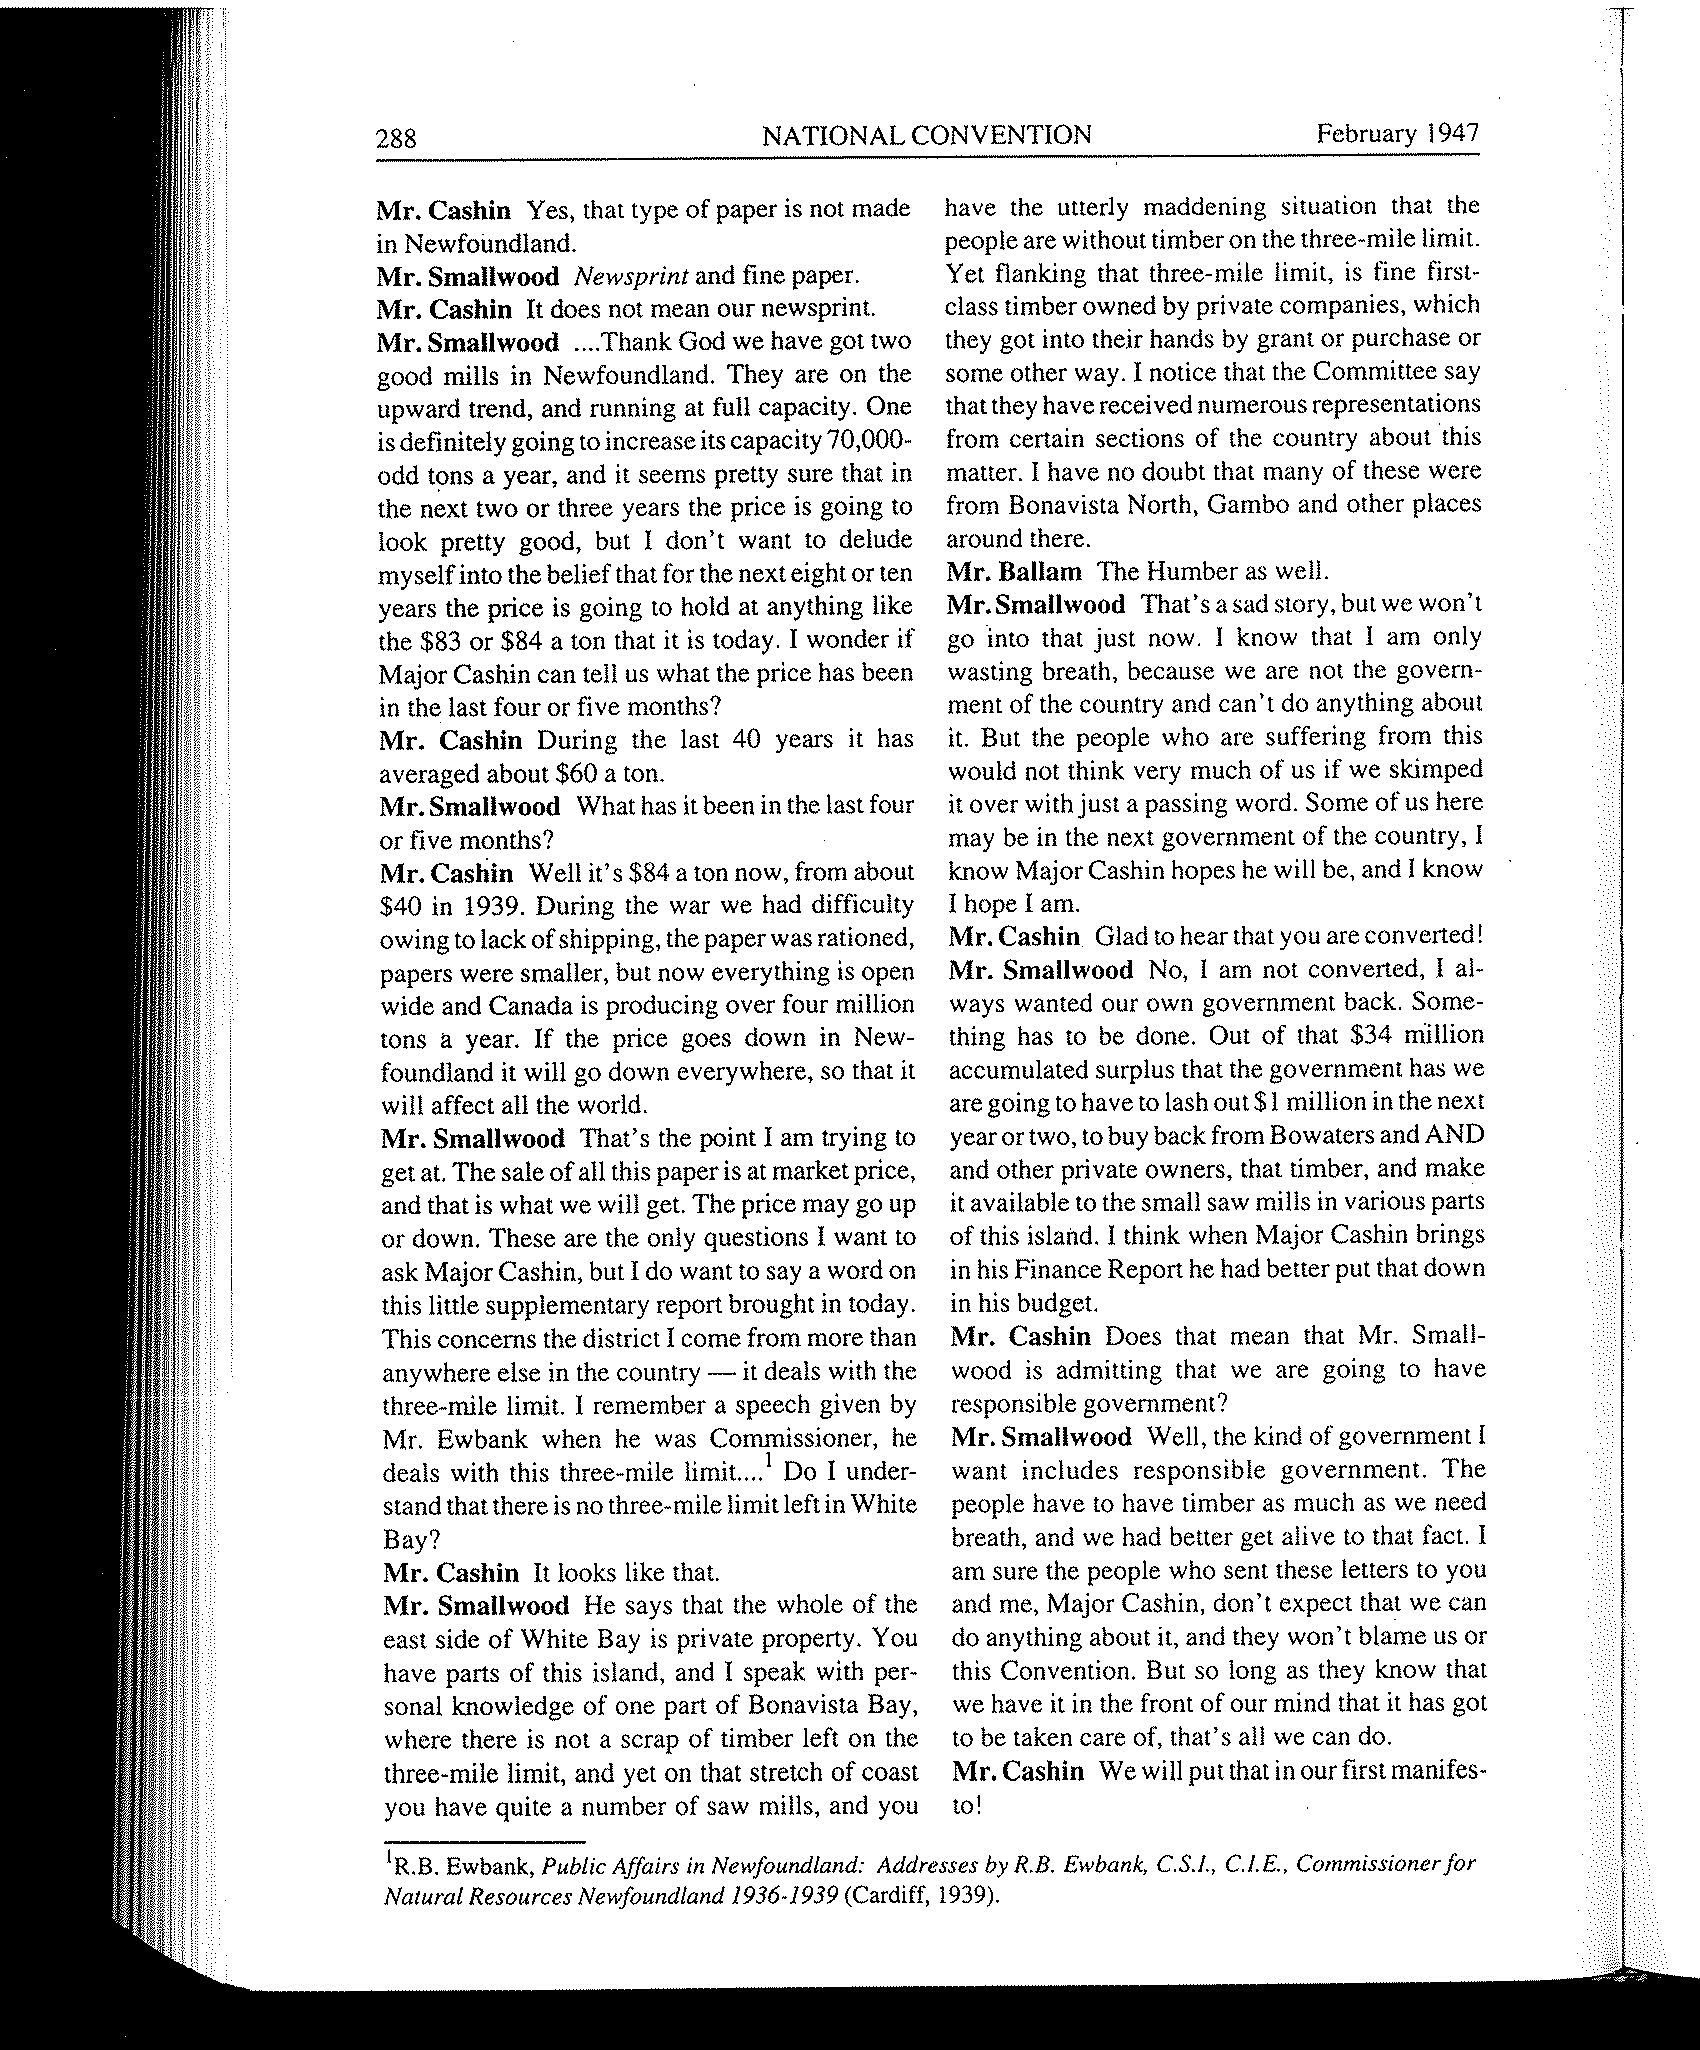 288 NATIONAL CONVENTION February 1947
Mr. Cashin Yes, that type of paper is not made
in Newfoundland.
Mr. Smallwood Newsprint and fine paper.
Mr. Cashin It does not mean our newsprint.
Mr. Smallwood ....Thank God we have got two
good mills in Newfoundland. They are on the
upward trend, and running at full capacity. One
is definitely going to increase its capacity 70,000-
odd tons a year, and it seems pretty sure that in
the next two or three years the price is going to
look pretty good, but I don't want to delude
myself into the belief that for the next eight or ten
years the price is going to hold at anything like
the $83 or $84 a ton that it is today. I wonder if
Major Cashin can tell us what the price has been
in the last four or five months?
Mr. Cashin During the last 40 years it has
averaged about $60 a ton.
Mr. Smallwood What has it been in the last four
or five months?
Mr. Cashin Well it's $84 a ton now, from about
$40 in 1939. During the war we had difficulty
owing to lack of shipping, the paper was rationed,
papers were smaller, but now everything is open
wide and Canada is producing over four million
tons a year. If the price goes down in New-
foundland it will go down everywhere, so that it
will affect all the world.
Mr. Smallwood That's the point I am trying to
get at. The sale of all this paper is at market price,
and that is what we will get. The price may go up
or down. These are the only questions I want to
ask Major Cashin, but I do want to say a word on
this little supplementary report brought in today.
This concerns the district I come from more than
anywhere else in the country — it deals with the
three-mile limit. I remember a speech given by
Mr. Ewbank when he was Commissioner, he
deals with this three-mile limit....1 Do I under-
stand that there is no three-mile limit left in White
Bay?
Mr. Cashin It looks like that.
Mr. Smallwood He says that the whole of the
east side of White Bay is private property. You
have parts of this island, and I speak with per-
sonal knowledge of one part of Bonavista Bay,
where there is not a scrap of timber left on the
three-mile limit, and yet on that stretch of coast
you have quite a number of saw mills, and you
have the utterly maddening situation that the
people are without timber on the three-mile limit.
Yet flanking that three-mile limit, is fine first-
class timber owned by private companies, which
they got into their hands by grant or purchase or
some other way. I notice that the Committee say
that they have received numerous representations
from certain sections of the country about this
matter. I have no doubt that many of these were
from Bonavista North, Gambo and other places
around there.
Mr. Ballam The Humber as well.
Mr. Smallwood That's a sad story, but we won't
go into that just now. I know that I am only
wasting breath, because we are not the govern-
ment of the country and can't do anything about
it. But the people who are suffering from this
would not think very much of us if we skimped
it over with just a passing word. Some of us here
may be in the next government of the country, I
know Major Cashin hopes he will be, and I know
I hope I am.
Mr. Cashin Glad to hear that you are converted!
Mr. Smallwood No, I am not converted, I al-
ways wanted our own government back. Some-
thing has to be done. Out of that $34 million
accumulated surplus that the government has we
are going to have to lash out $1 million in the next
year or two, to buy back from Bowaters and AND
and other private owners, that timber, and make
it available to the small saw mills in various parts
of this island. I think when Major Cashin brings
in his Finance Report he had better put that down
in his budget.
Mr. Cashin Does that mean that Mr. Small-
wood is admitting that we are going to have
responsible government?
Mr. Smallwood Well, the kind of government I
want includes responsible government. The
people have to have timber as much as we need
breath, and we had better get alive to that fact. I
am sure the people who sent these letters to you
and me, Major Cashin, don't expect that we can
do anything about it, and they won't blame us or
this Convention. But so long as they know that
we have it in the front of our mind that it has got
to be taken care of, that's all we can do.
Mr. Cashin We will put that in our first manifes-
to!
1R.B. Ewbank, Public Affairs in Newfoundland: Addresses by R.B. Ewbank, C.S.I., C.I.E., Commissioner for
Natural Resources Newfoundland 1936-1939 (Cardiff, 1939).